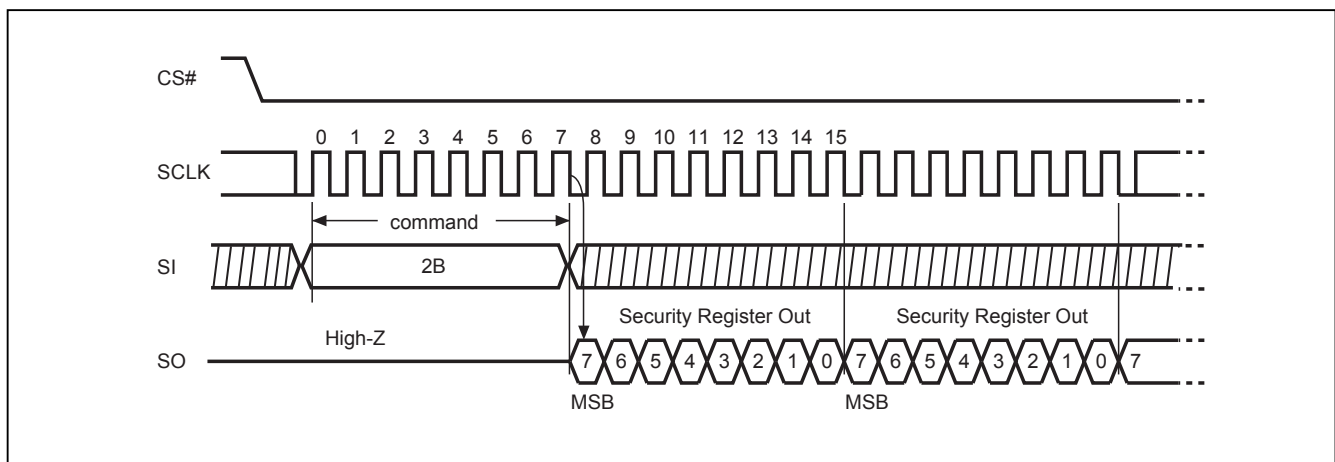 CS#
0 1 2 3 4 5 6 7 8 9 10 11 12 13 14 15
SCLK
command
SI
2B
Security Register Out Security Register Out
High-Z
SO
7 6 5 4 3 2 1 0 7 6 5 4 3 2 1 0 7
MSB MSB